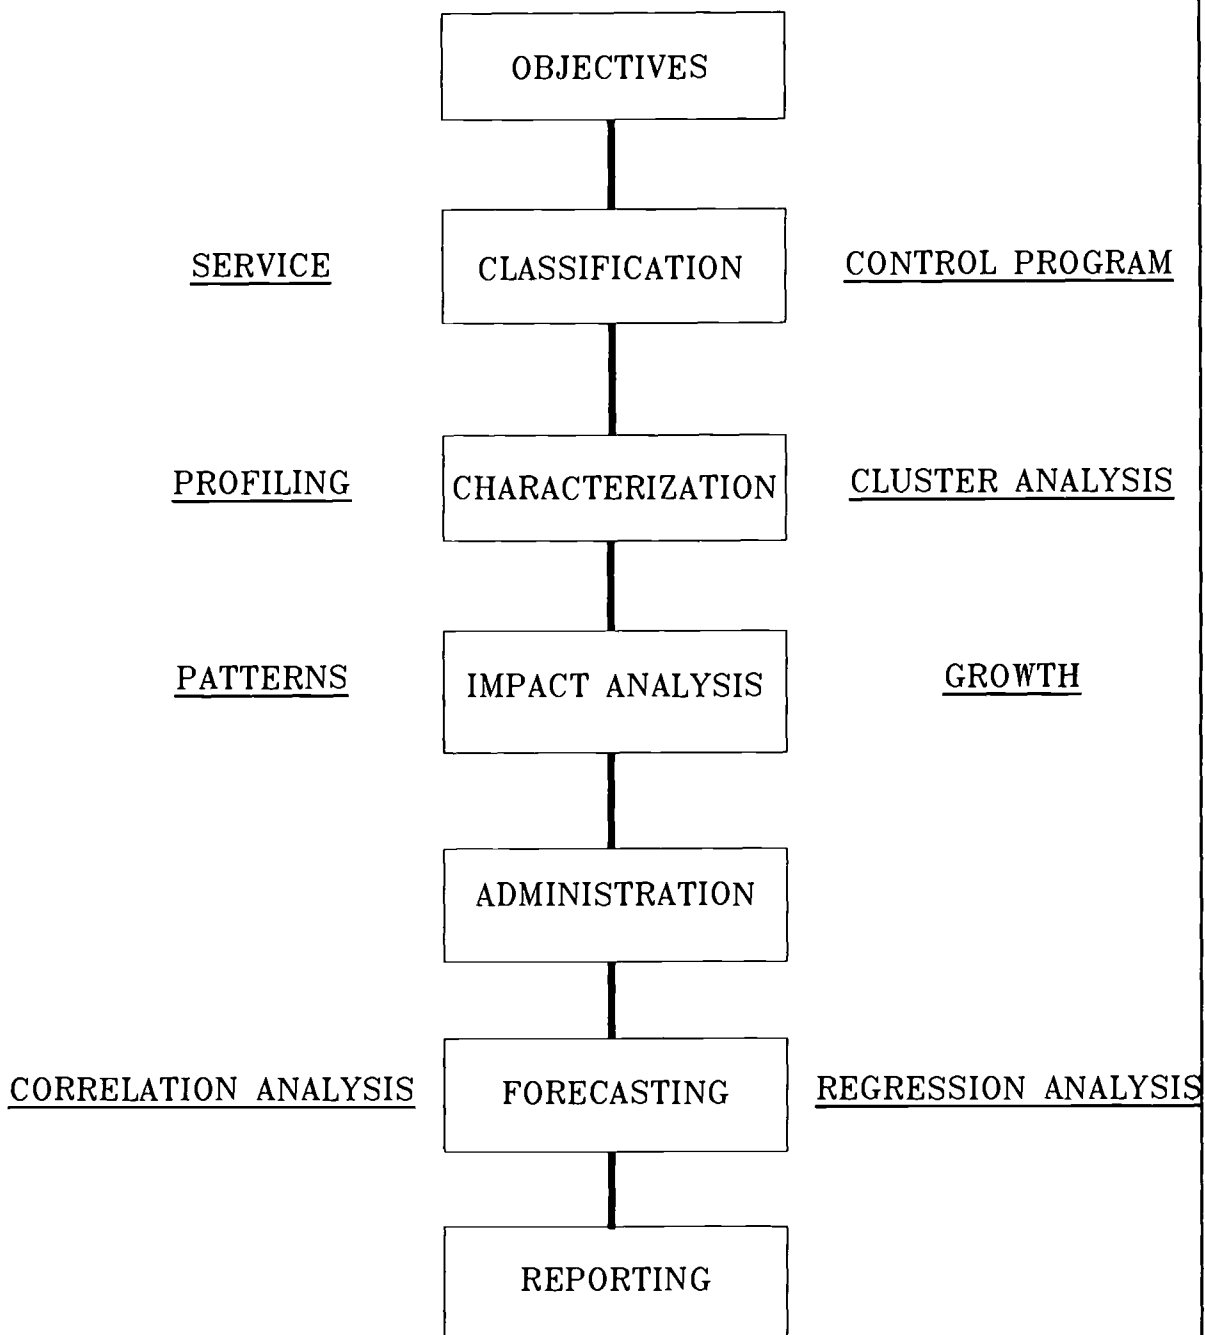 OBJECTIVES
SERVICE
CLASSIFICATION
CONTROL PROGRAM
PROFILING
CHARACTERIZATION
CLUSTER ANALYSIS
PATTERNS
IMPACT ANALYSIS
GROWTH
ADMINISTRATION
CORRELATION ANALYSIS
FORECASTING
REGRESSION ANALYSIS
REPORTING